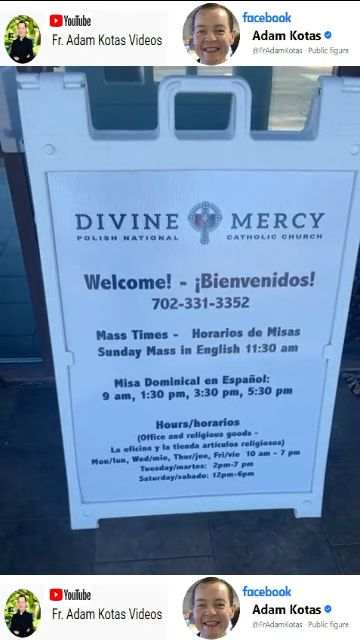 YouTube
Fr. Adam Kotas Videos
facebook
Adam Kotas
@FrAdamKotas · Public figure
DIVINE MERCY
POLISH NATIONAL CATHOLIC CHURCH
Welcome! - ¡Bienvenidos!
702-331-3352
Mass Times - Horarios de Misas
Sunday Mass in English 11:30 am
Misa Dominical en Español:
9 am, 1:30 pm, 3:30 pm, 5:30 pm
Hours/horarios
(Office and religious goods -
La oficina y la tienda artículos religiosos)
Mon/lun, Wed/mie, Thur/jue, Fri/vie 10 am - 7 pm
Tuesday/martes: 2pm-7 pm
Saturday/sabado: 12pm-6pm
YouTube
Fr. Adam Kotas Videos
facebook
Adam Kotas
@FrAdamKotas · Public figure